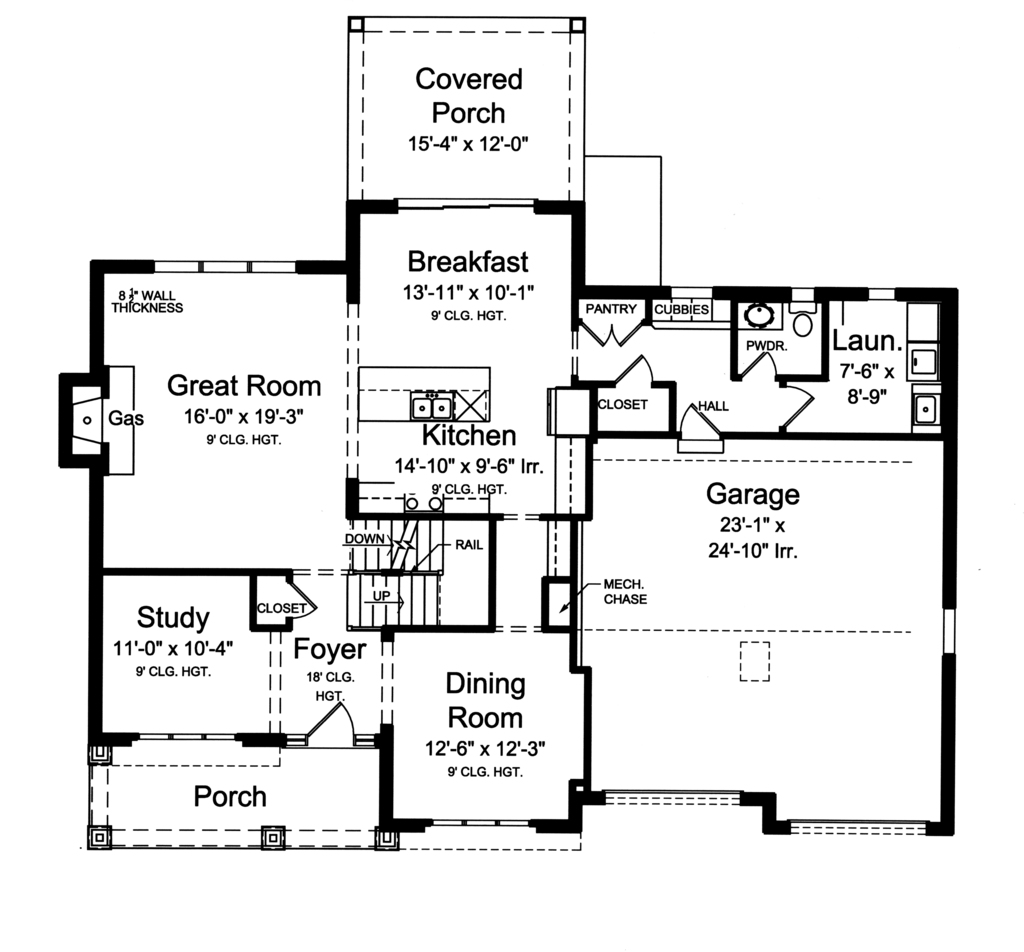 Covered
Porch
15'-4" x 12'-0"
Breakfast
13'-11" x 10'-1"
9' CLG. HGT.
8 ½" WALL
THICKNESS
PANTRY
CUBBIES
PWDR.
Laun.
7'-6" x
8'-9"
Great Room
16'-0" x 19'-3"
9' CLG. HGT.
Gas
CLOSET
HALL
Kitchen
14'-10" x 9'-6" Irr.
9' CLG. HGT.
Garage
23'-1" x
24'-10" Irr.
DOWN
RAIL
UP
MECH.
CHASE
CLOSET
Study
11'-0" x 10'-4"
9' CLG. HGT.
Foyer
18' CLG.
HGT.
Dining
Room
12'-6" x 12'-3"
9' CLG. HGT.
Porch